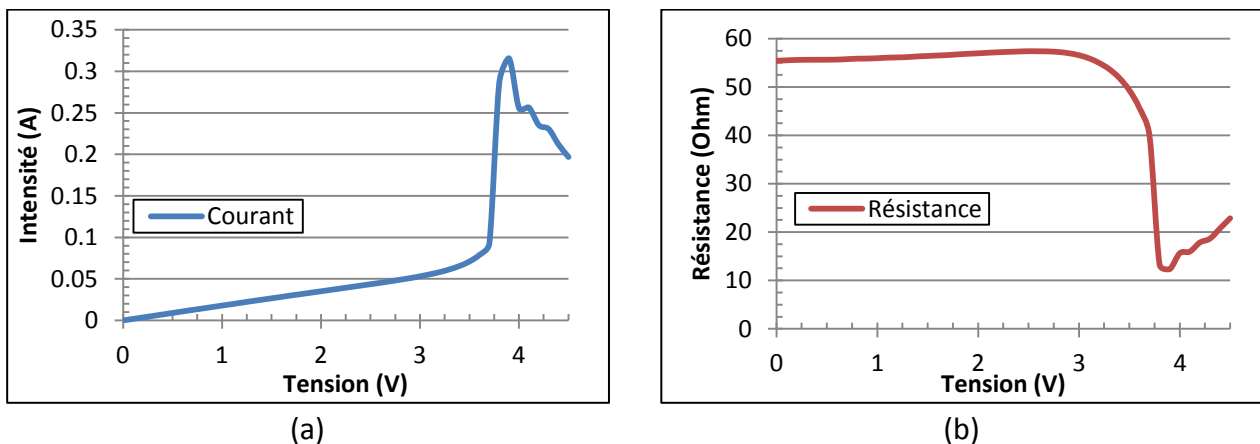 0.35
0.3
0.25
0.2
0.15
0.1
0.05
0
Intensité (A)
Courant
0 1 2 3 4
Tension (V)
(a)
60
50
40
30
20
10
0
Résistance (Ohm)
Résistance
0 1 2 3 4
Tension (V)
(b)